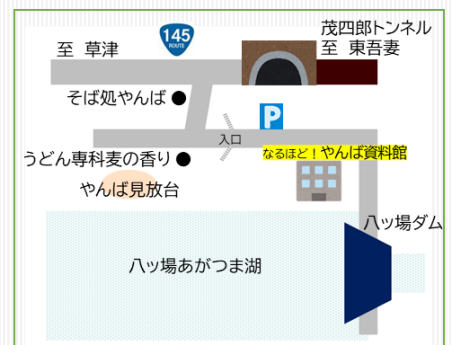 145
ROUTE
茂四郎トンネル
至 草津
至 東吾妻
そば処やんば
P
入口
うどん専科麦の香り
なるほど！やんば資料館
やんば見放台
八ッ場ダム
八ッ場あがつま湖